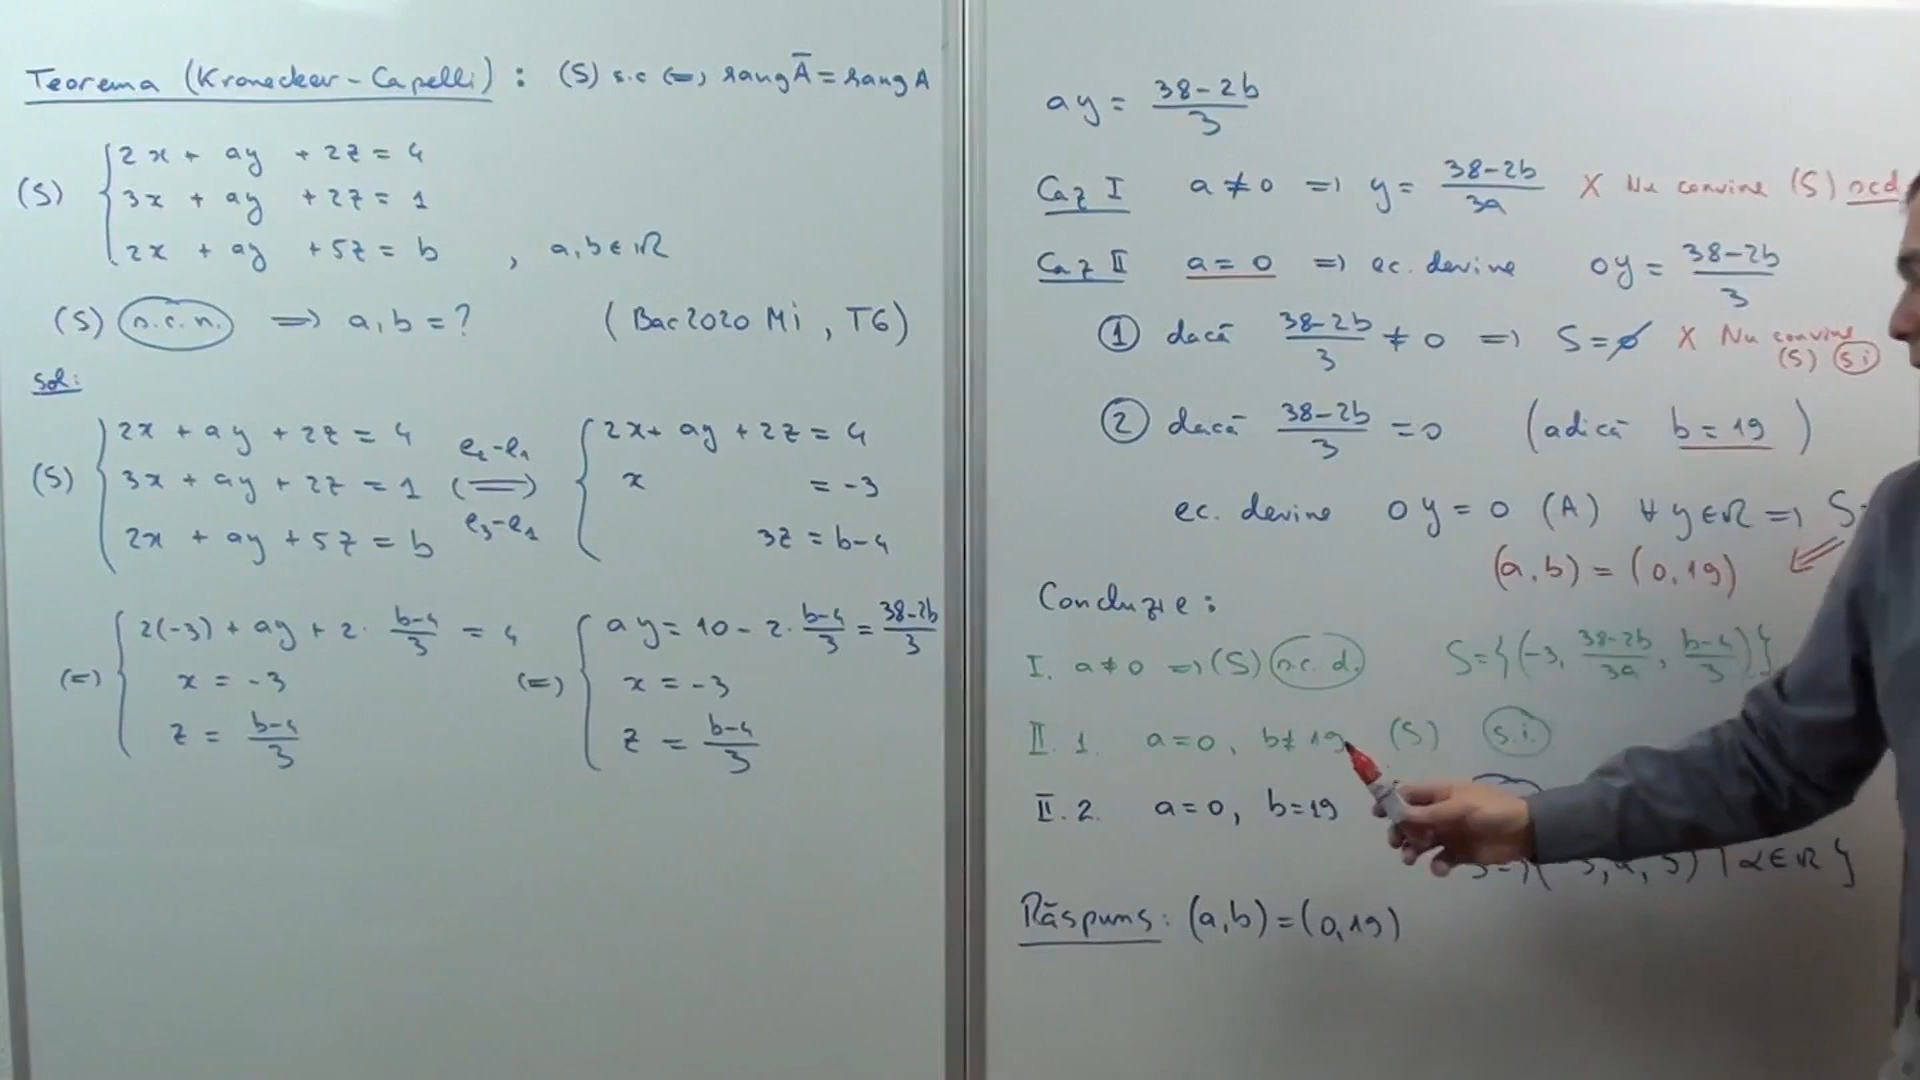 Teorema (Kronecker-Capelli) : (S) s.c (=) rang A̅ = rang A
(S) { 2x + ay + 2z = 4
3x + ay + 2z = 1
2x + ay + 5z = b , a,b ∈ ℝ
(S) s.c.n. => a,b = ? (Bac 2020 Mi, T6)
Sol:
(S) { 2x + ay + 2z = 4 e₂-e₁ { 2x + ay + 2z = 4
3x + ay + 2z = 1 (=) x = -3
2x + ay + 5z = b e₃-e₁ 3z = b-4
(=) { 2(-3) + ay + 2·(b-4)/3 = 4 (=) { ay = 10 - 2·(b-4)/3 = (38-2b)/3
x = -3 x = -3
z = (b-4)/3 z = (b-4)/3
ay = (38-2b)/3
Caz I a ≠ 0 => y = (38-2b)/3a X Nu convine (S) scd
Caz II a = 0 => ec. devine 0y = (38-2b)/3
① dacă (38-2b)/3 ≠ 0 => S = ∅ X Nu convine
(S) s.i
② dacă (38-2b)/3 = 0 (adică b = 19)
ec. devine 0y = 0 (A) ∀ y ∈ ℝ => S
(a,b) = (0,19)
Concluzie :
I. a ≠ 0 => (S) s.c.d. S = {(-3, (38-2b)/3a, (b-4)/3)}
II. 1. a = 0, b ≠ 19 (S) s.i.
II. 2. a = 0, b = 19
, 5) | α ∈ ℝ }
Răspuns: (a,b) = (0,19)